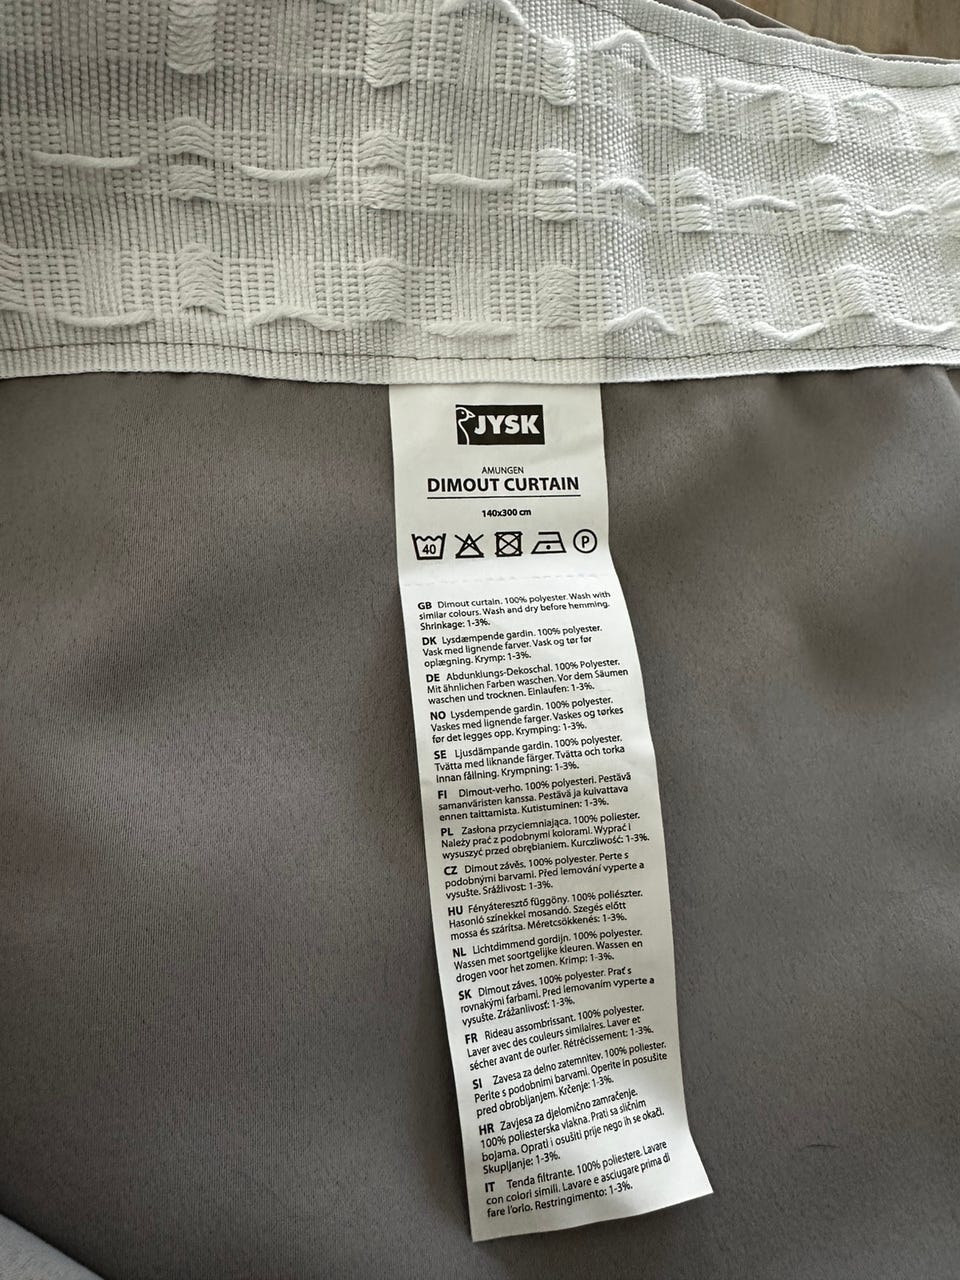 JYSK
AMUNGEN
DIMOUT CURTAIN
140x300 cm
40 P
GB Dimout curtain. 100% polyester. Wash with
similar colours. Wash and dry before hemming.
Shrinkage: 1-3%.
DK Lysdæmpende gardin. 100% polyester.
Vask med lignende farver. Vask og tør før
oplægning. Krymp: 1-3%.
DE Abdunklungs-Dekoschal. 100% Polyester.
Mit ähnlichen Farben waschen. Vor dem Säumen
waschen und trocknen. Einlaufen: 1-3%.
NO Lysdempende gardin. 100% polyester.
Vaskes med lignende farger. Vaskes og tørkes
før det legges opp. Krymping: 1-3%.
SE Ljusdämpande gardin. 100% polyester.
Tvätta med liknande färger. Tvätta och torka
innan fållning. Krympning: 1-3%.
FI Dimout-verho. 100% polyesteri. Pestävä
samanväristen kanssa. Pestävä ja kuivattava
ennen taittamista. Kutistuminen: 1-3%.
PL Zasłona przyciemniająca. 100% poliester.
Należy prać z podobnymi kolorami. Wyprać i
wysuszyć przed obrębianiem. Kurczliwość: 1-3%.
CZ Dimout závěs. 100% polyester. Perte s
podobnými barvami. Před lemování vyperte a
vysušte. Srážlivost: 1-3%.
HU Fényáteresztő függöny. 100% poliészter.
Hasonló színekkel mosandó. Szegés előtt
mossa és szárítsa. Méretcsökkenés: 1-3%.
NL Lichtdimmend gordijn. 100% polyester.
Wassen met soortgelijke kleuren. Wassen en
drogen voor het zomen. Krimp: 1-3%.
SK Dimout záves. 100% polyester. Prať s
rovnakými farbami. Pred lemovaním vyperte a
vysušte. Zrážanlivosť: 1-3%.
FR Rideau assombrissant. 100% polyester.
Laver avec des couleurs similaires. Laver et
sécher avant de ourler. Rétrécissement: 1-3%.
SI Zavesa za delno zatemnitev. 100% poliester.
Perite s podobnimi barvami. Operite in posušite
pred obrobljanjem. Krčenje: 1-3%.
HR Zavjesa za djelomično zamračenje.
100% poliesterska vlakna. Prati sa sličnim
bojama. Oprati i osušiti prije nego ih se okači.
Skupljanje: 1-3%.
IT Tenda filtrante. 100% poliestere. Lavare
con colori simili. Lavare e asciugare prima di
fare l'orlo. Restringimento: 1-3%.